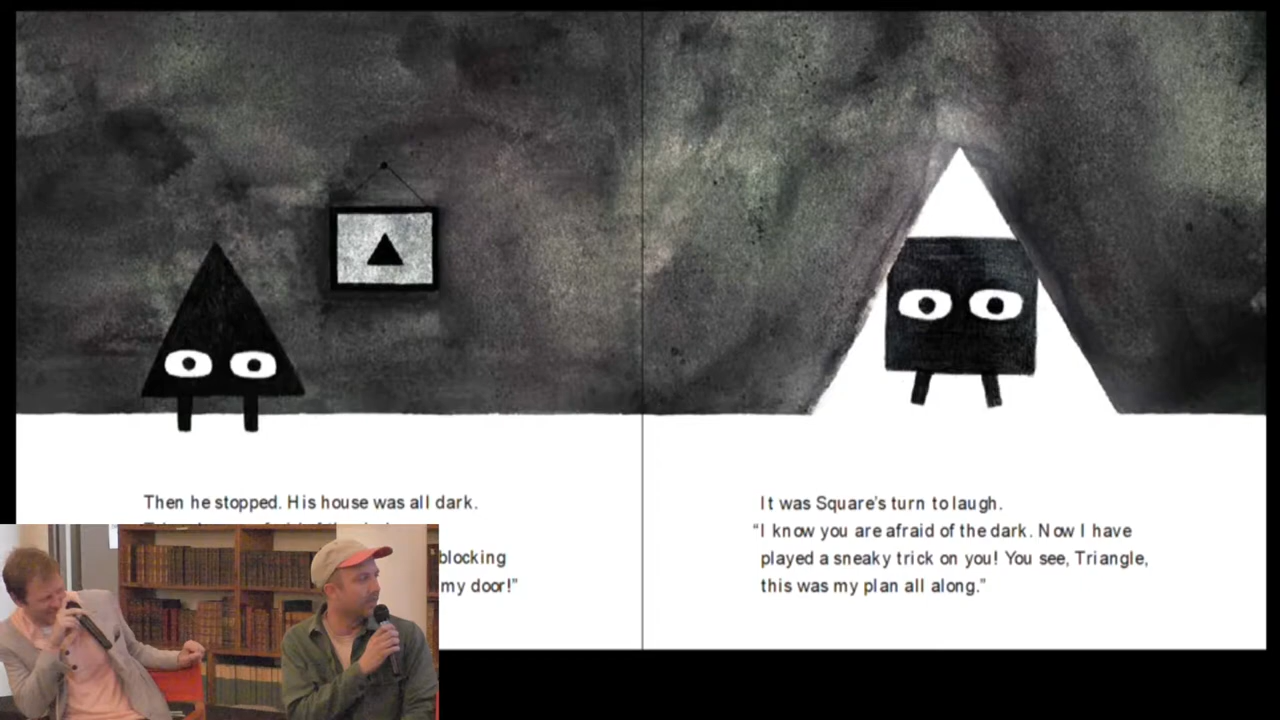 Then he stopped. His house was all dark.
blocking
my door!”
It was Square’s turn to laugh.
“I know you are afraid of the dark. Now I have
played a sneaky trick on you! You see, Triangle,
this was my plan all along.”